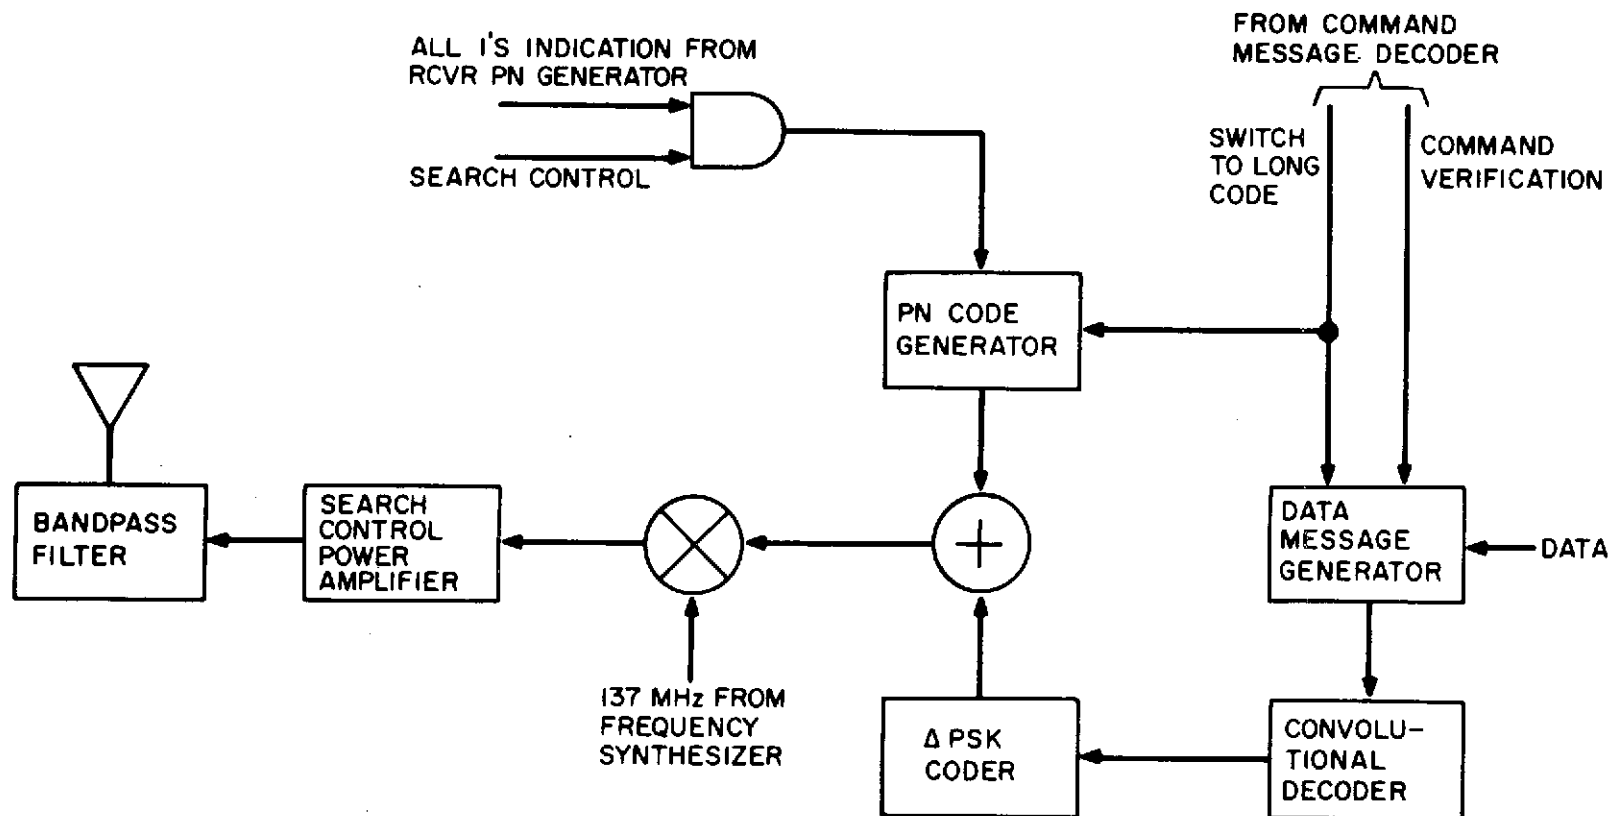 FROM COMMAND
MESSAGE DECODER
ALL 1'S INDICATION FROM
RCVR PN GENERATOR
SEARCH CONTROL
SWITCH
TO LONG
CODE
COMMAND
VERIFICATION
PN CODE
GENERATOR
BANDPASS
FILTER
SEARCH
CONTROL
POWER
AMPLIFIER
DATA
MESSAGE
GENERATOR
DATA
137 MHz FROM
FREQUENCY
SYNTHESIZER
Δ PSK
CODER
CONVOLU-
TIONAL
DECODER